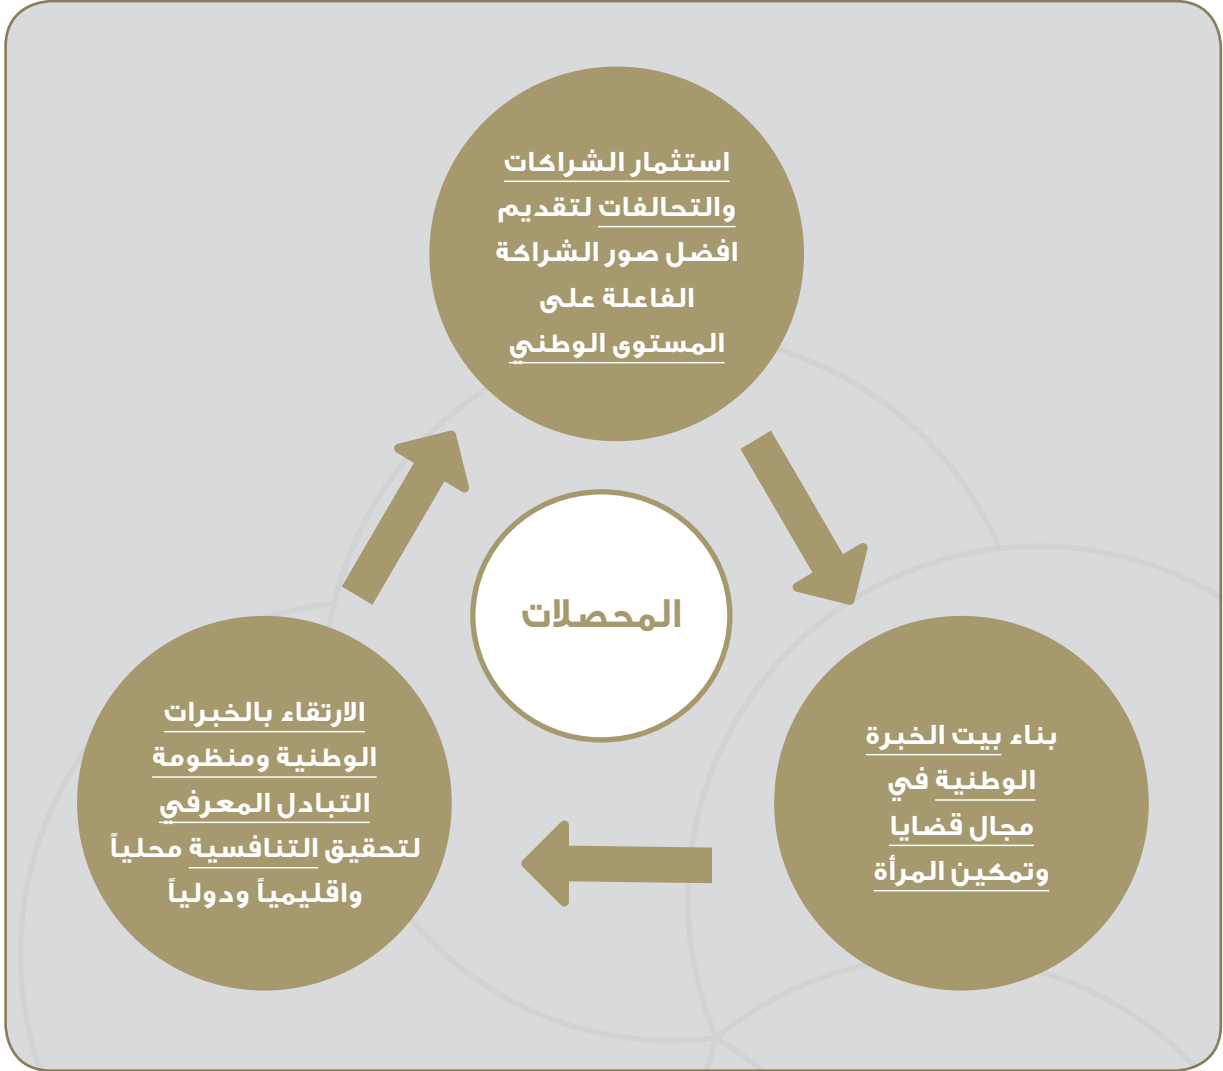 استثمار الشراكات
والتحالفات لتقديم
افضل صور الشراكة
الفاعلة على
المستوى الوطني
المحصلات
بناء بيت الخبرة
الوطنية في
مجال قضايا
وتمكين المرأة
الارتقاء بالخبرات
الوطنية ومنظومة
التبادل المعرفي
لتحقيق التنافسية محلياً
واقليمياً ودولياً